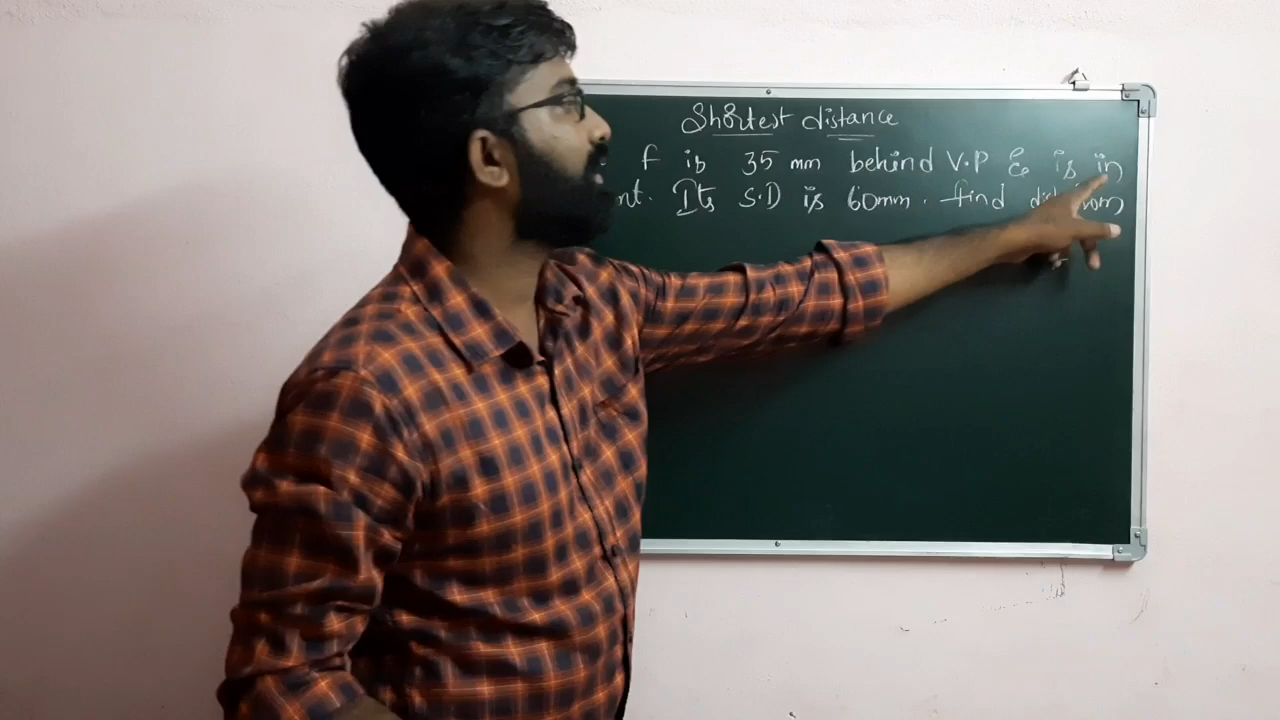 Shortest distance
f is 35 mm behind V.P & is in
nt. Its S.D is 60mm. find dist from